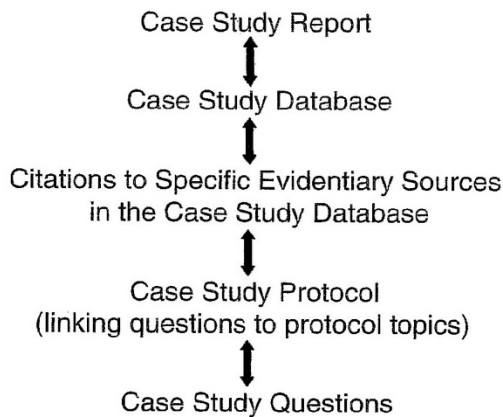 Case Study Report
Case Study Database
Citations to Specific Evidentiary Sources
in the Case Study Database
Case Study Protocol
(linking questions to protocol topics)
Case Study Questions